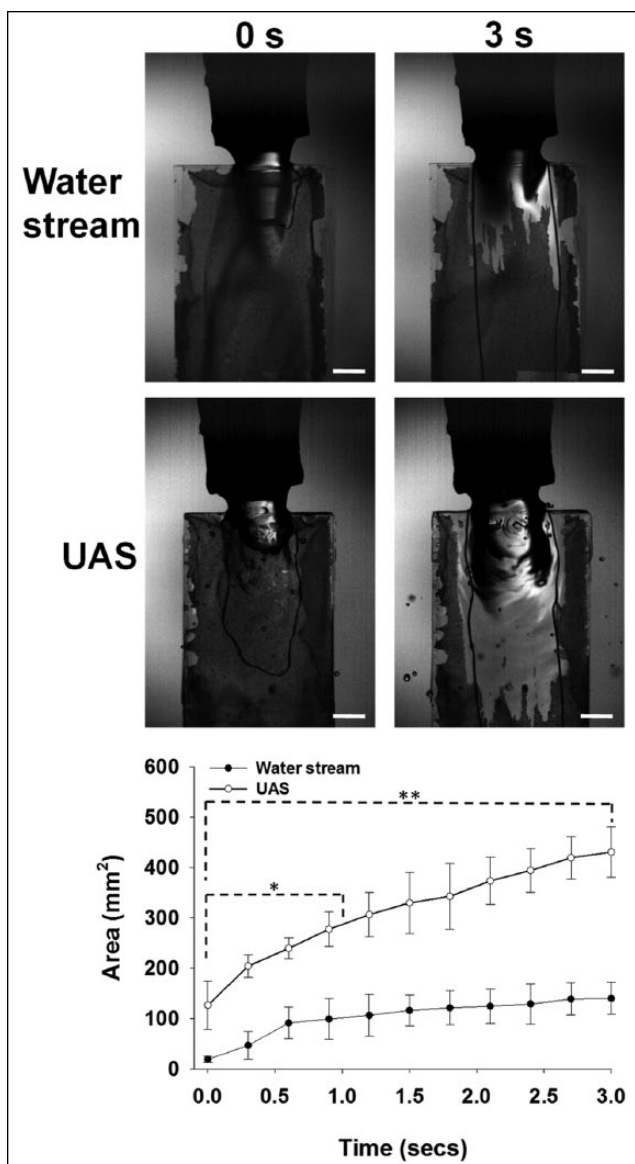 0 s 3 s
Water
stream
UAS
600
500
400
300
200
100
0
Area (mm²)
Water stream
UAS
**
*
0.0 0.5 1.0 1.5 2.0 2.5 3.0
Time (secs)